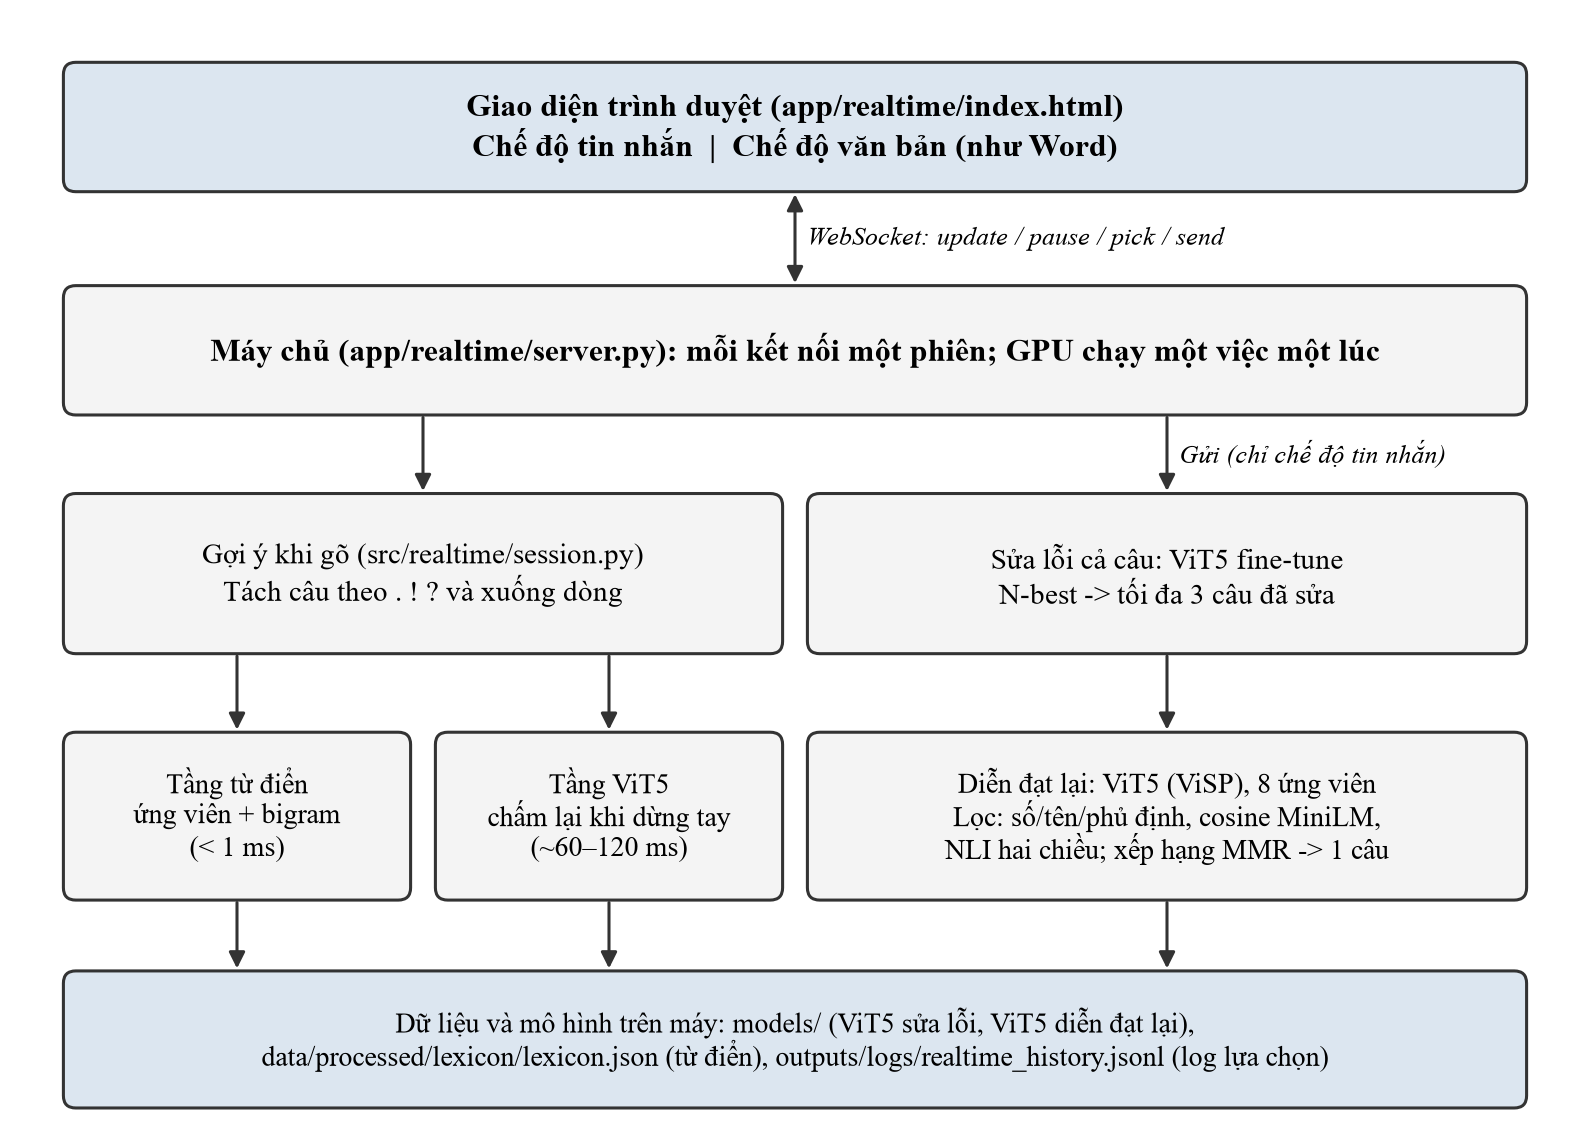 Giao diện trình duyệt (app/realtime/index.html)
Chế độ tin nhắn | Chế độ văn bản (như Word)
WebSocket: update / pause / pick / send
Máy chủ (app/realtime/server.py): mỗi kết nối một phiên; GPU chạy một việc một lúc
Gửi (chỉ chế độ tin nhắn)
Gợi ý khi gõ (src/realtime/session.py)
Tách câu theo . ! ? và xuống dòng
Sửa lỗi cả câu: ViT5 fine-tune
N-best -> tối đa 3 câu đã sửa
Tầng từ điển
ứng viên + bigram
(< 1 ms)
Tầng ViT5
chấm lại khi dừng tay
(~60–120 ms)
Diễn đạt lại: ViT5 (ViSP), 8 ứng viên
Lọc: số/tên/phủ định, cosine MiniLM,
NLI hai chiều; xếp hạng MMR -> 1 câu
Dữ liệu và mô hình trên máy: models/ (ViT5 sửa lỗi, ViT5 diễn đạt lại),
data/processed/lexicon/lexicon.json (từ điển), outputs/logs/realtime_history.jsonl (log lựa chọn)